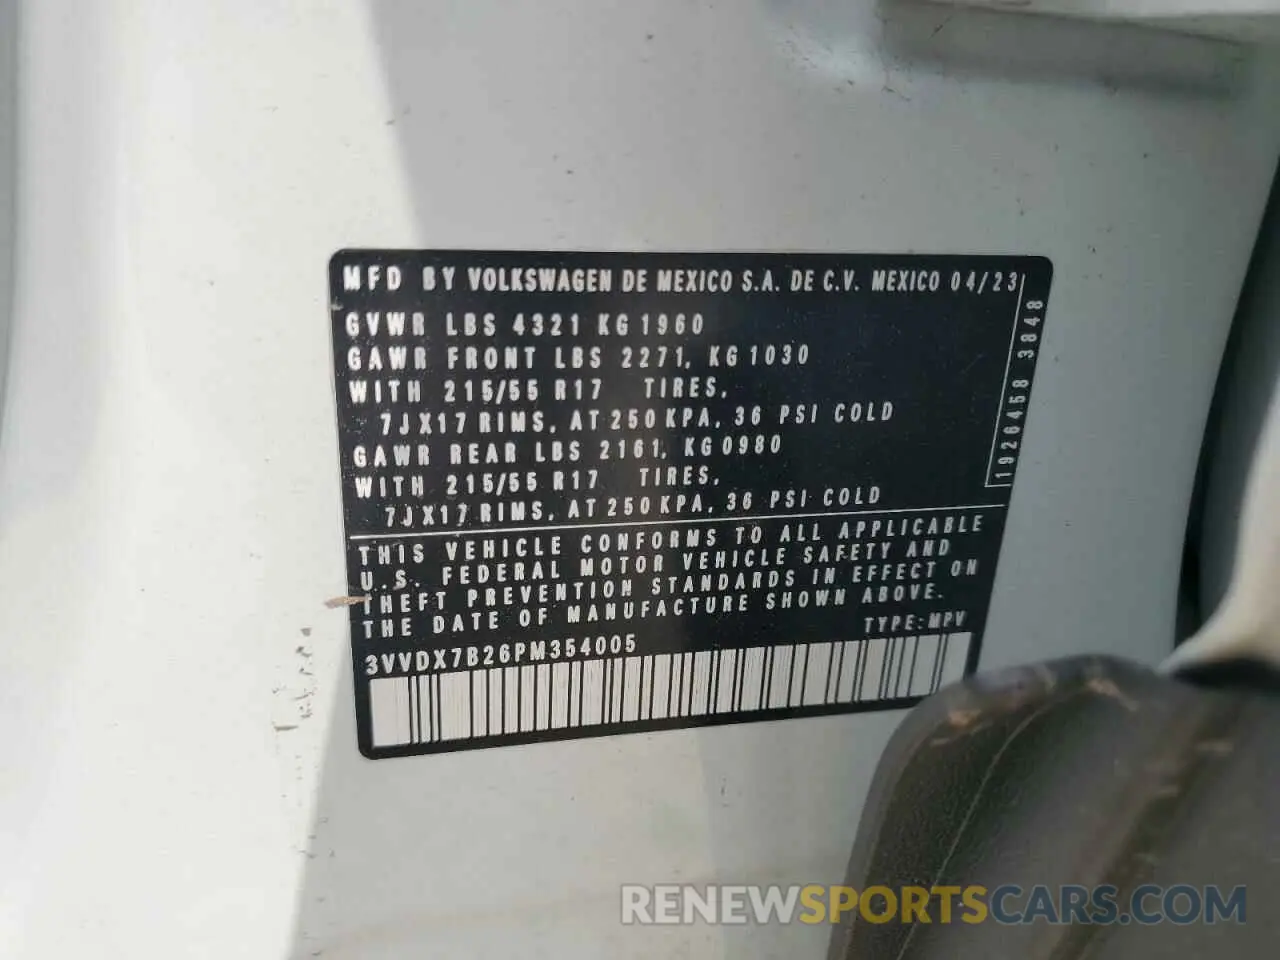 MFD BY VOLKSWAGEN DE MEXICO S.A. DE C.V. MEXICO 04/23
GVWR LBS 4321 KG 1960
GAWR FRONT LBS 2271, KG 1030
WITH 215/55 R17 TIRES,
7JX17 RIMS, AT 250 KPA, 36 PSI COLD
GAWR REAR LBS 2161, KG 0980
WITH 215/55 R17 TIRES,
7JX17 RIMS, AT 250 KPA, 36 PSI COLD
1926458 3848
THIS VEHICLE CONFORMS TO ALL APPLICABLE
U.S. FEDERAL MOTOR VEHICLE SAFETY AND
THEFT PREVENTION STANDARDS IN EFFECT ON
THE DATE OF MANUFACTURE SHOWN ABOVE.
TYPE: MPV
3VVDX7B26PM354005
RENEWSPORTSCARS.COM